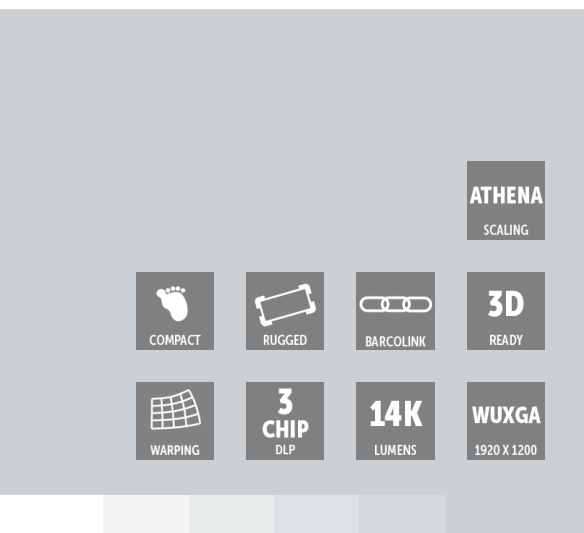 ATHENA
SCALING
COMPACT
RUGGED
BARCOLINK
3D
READY
WARPING
3
CHIP
DLP
14K
LUMENS
WUXGA
1920 X 1200